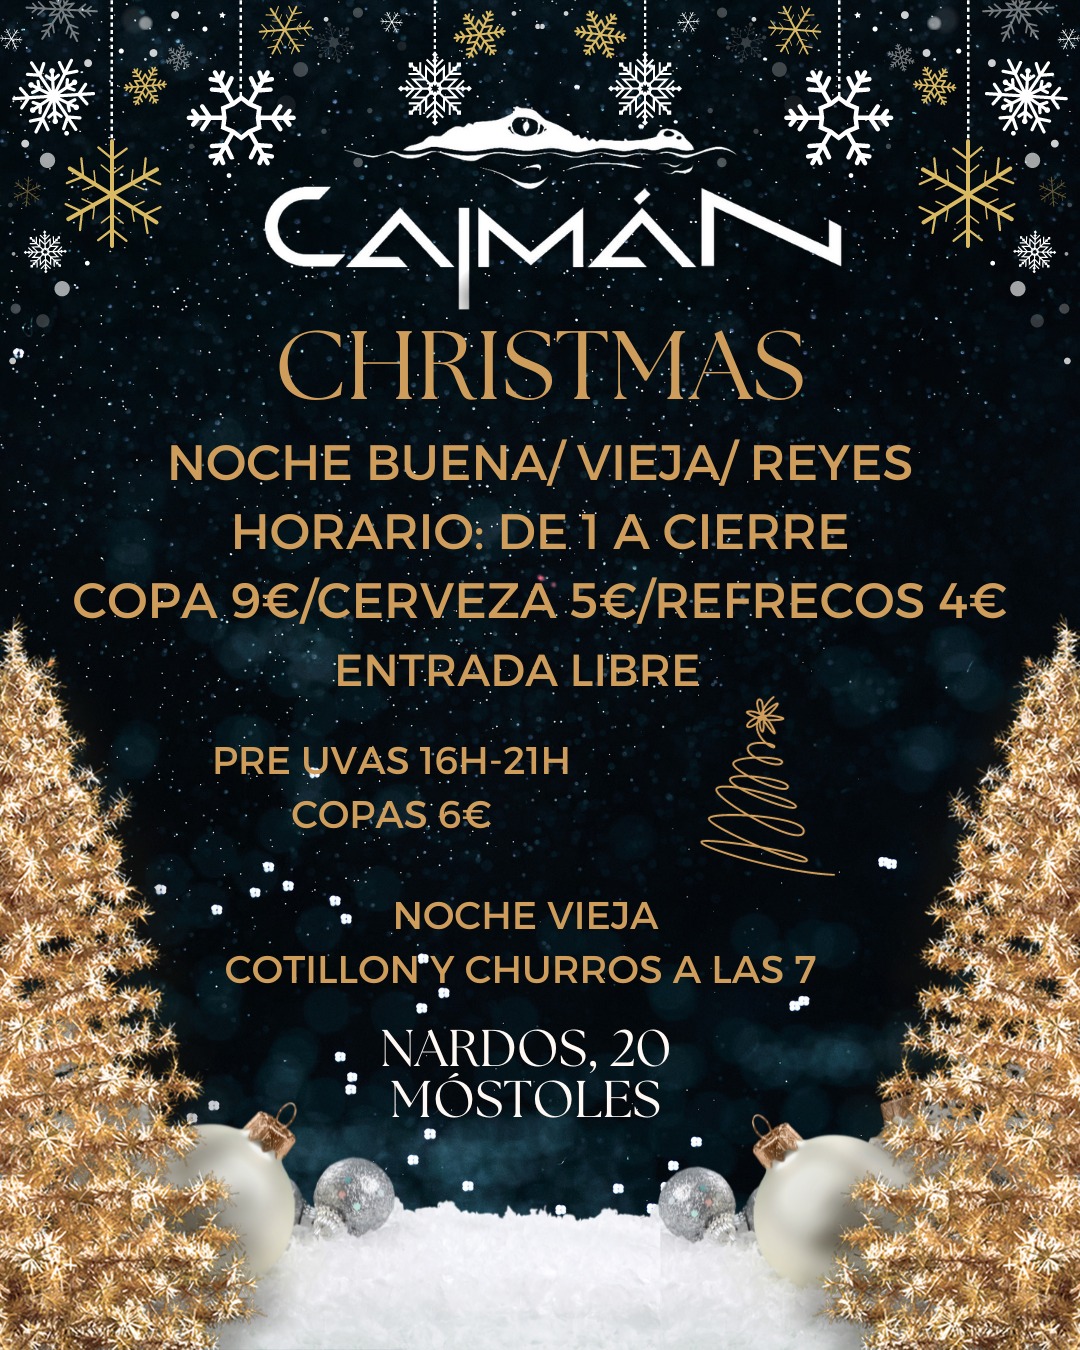 CAIMÁN
CHRISTMAS
NOCHE BUENA/ VIEJA/ REYES
HORARIO: DE 1 A CIERRE
COPA 9€/CERVEZA 5€/REFRECOS 4€
ENTRADA LIBRE
PRE UVAS 16H-21H
COPAS 6€
NOCHE VIEJA
COTILLON Y CHURROS A LAS 7
NARDOS, 20
MÓSTOLES